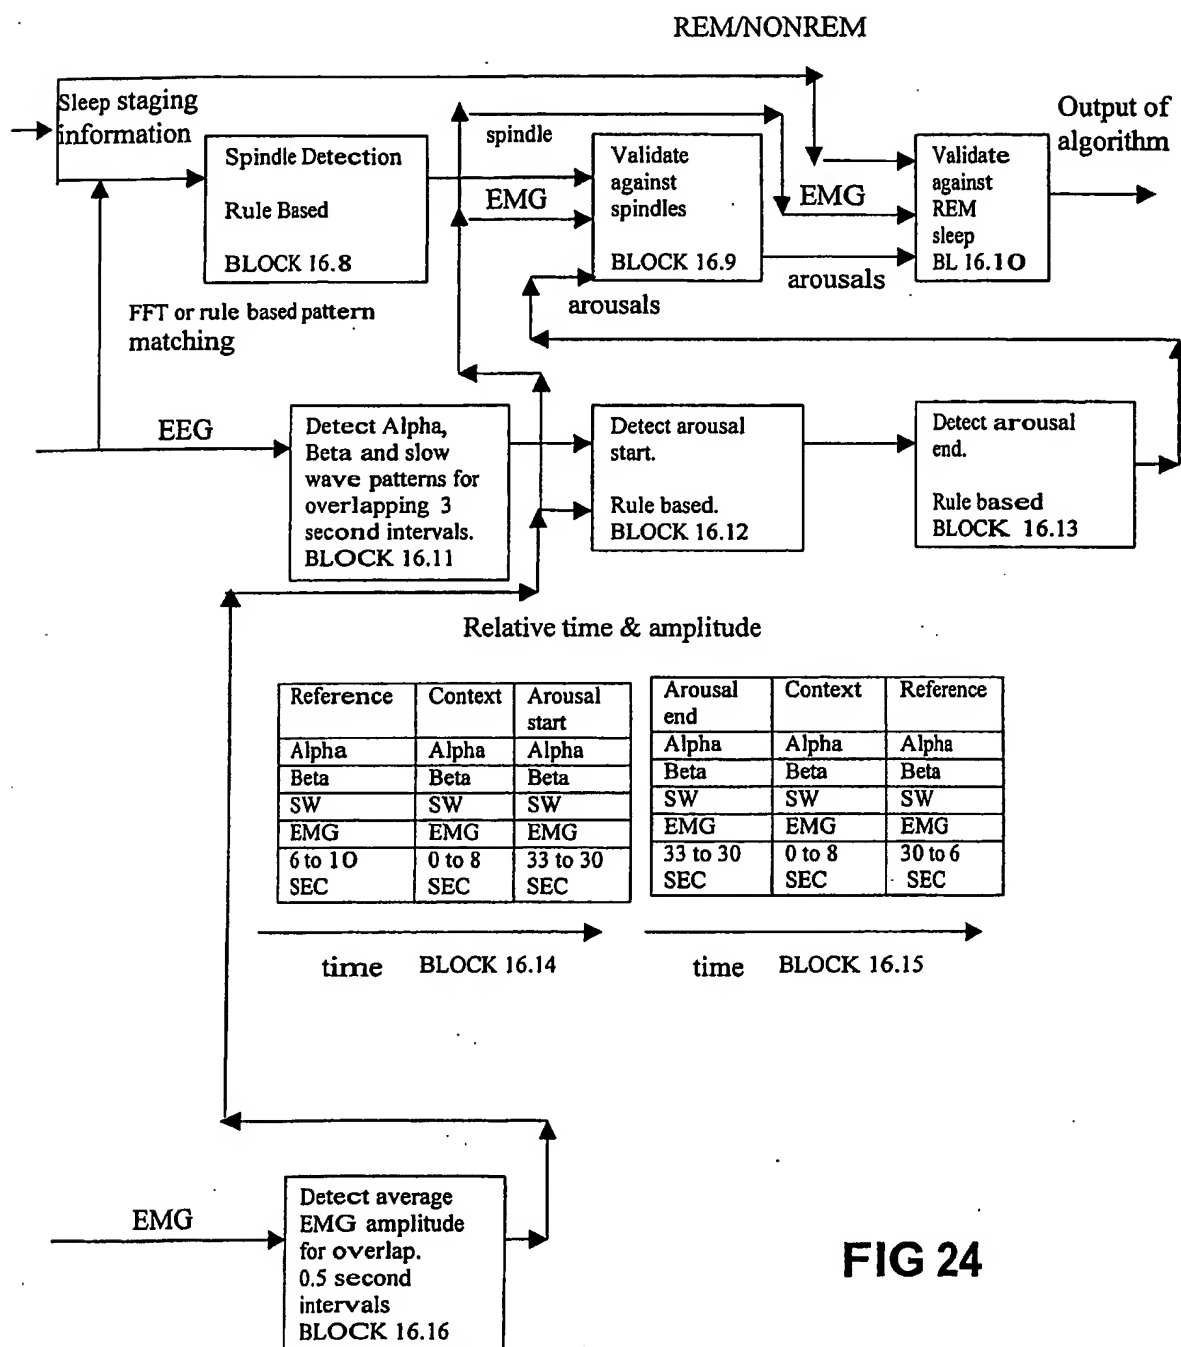 REM/NONREM
Sleep staging
information
Spindle Detection
Rule Based
BLOCK 16.8
spindle
EMG
Validate
against
spindles
BLOCK 16.9
EMG
arousals
Validate
against
REM
sleep
BL 16.10
Output of
algorithm
FFT or rule based pattern
matching
arousals
EEG
Detect Alpha,
Beta and slow
wave patterns for
overlapping 3
second intervals.
BLOCK 16.11
Detect arousal
start.
Rule based.
BLOCK 16.12
Detect arousal
end.
Rule based
BLOCK 16.13
Relative time & amplitude
Reference Context Arousal
start
Alpha Alpha Alpha
Beta Beta Beta
SW SW SW
EMG EMG EMG
6 to 10 0 to 8 33 to 30
SEC SEC SEC
time BLOCK 16.14
Arousal Context Reference
end
Alpha Alpha Alpha
Beta Beta Beta
SW SW SW
EMG EMG EMG
33 to 30 0 to 8 30 to 6
SEC SEC SEC
time BLOCK 16.15
EMG
Detect average
EMG amplitude
for overlap.
0.5 second
intervals
BLOCK 16.16
FIG 24